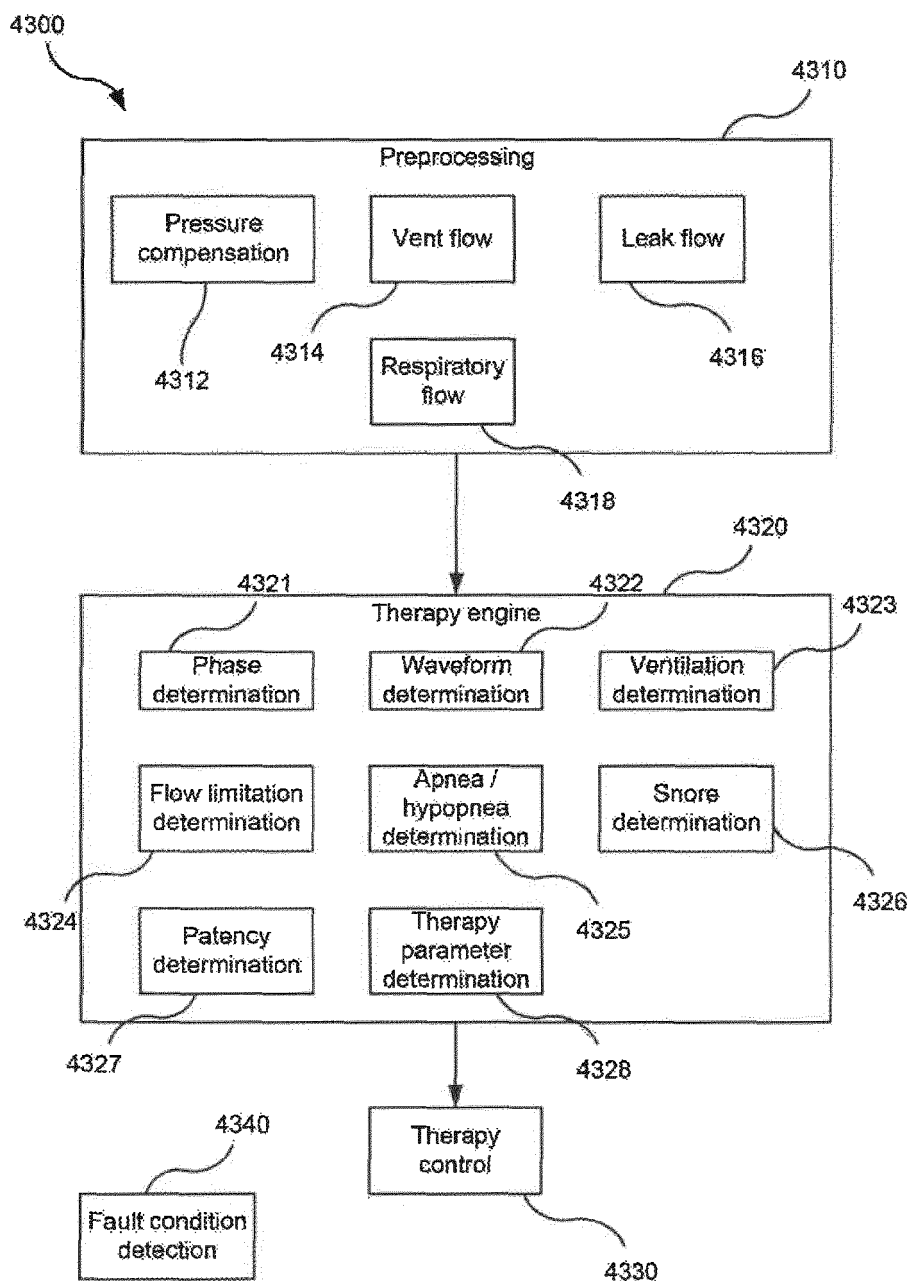 4300
4310
Preprocessing
Pressure
compensation
Vent flow
Leak flow
4312
4314
4316
Respiratory
flow
4318
4320
4321
4322
4323
Therapy engine
Phase
determination
Waveform
determination
Ventilation
determination
Flow limitation
determination
Apnea /
hypopnea
determination
Snore
determination
4324
4325
4326
Patency
determination
Therapy
parameter
determination
4327
4328
4340
Therapy
control
Fault condition
detection
4330